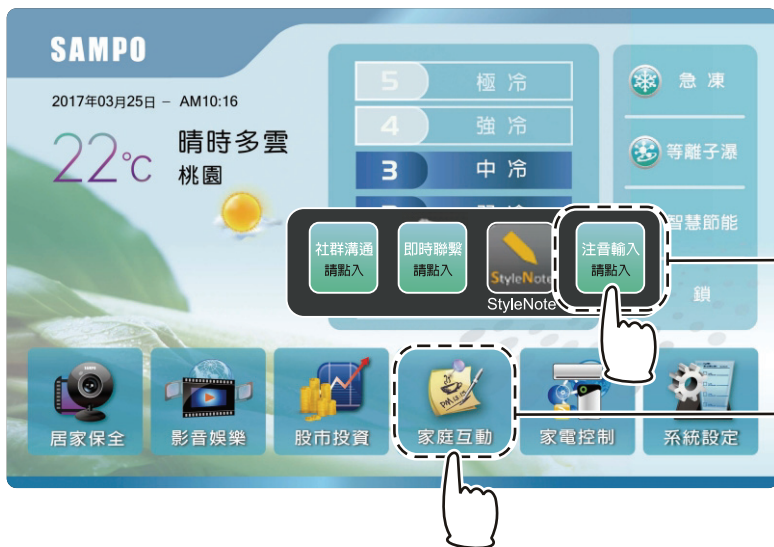 SAMPO
2017年03月25日 － AM10:16
22℃
晴時多雲
桃園
5 極冷
4 強冷
3 中冷
急凍
等離子瀑
智慧節能
鎖
社群溝通
請點入
即時聯繫
請點入
StyleNote
StyleNote
注音輸入
請點入
居家保全
影音娛樂
股市投資
家庭互動
家電控制
系統設定